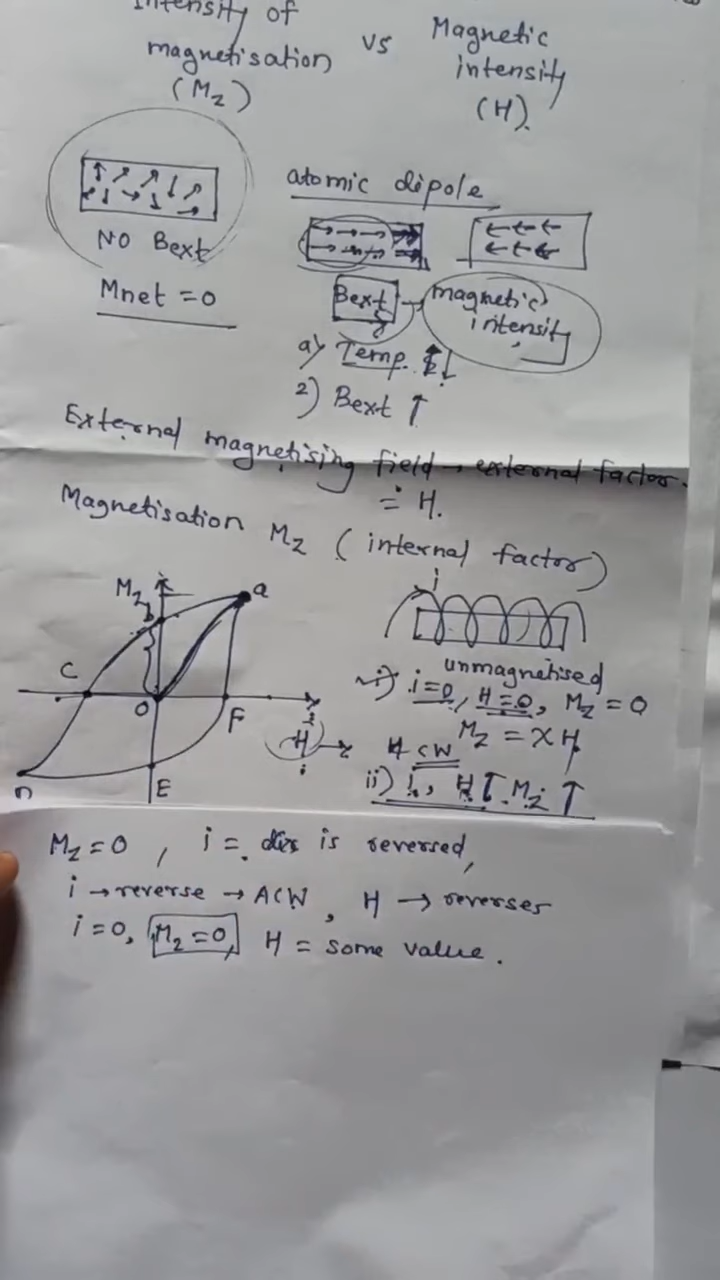 Intensity of
magnetisation
(Mz)
vs
Magnetic
intensity
(H).
NO Bext
Mnet = 0
atomic dipole
Bext → magnetic
intensity
a) Temp ↓
2) Bext ↑
External magnetising field → external factor.
= H.
Magnetisation Mz (internal factor)
Mz
b
a
C
O
F
H
i
D
E
i
unmagnetised
i) i=0, H=0, Mz = 0
Mz = χH
H CW
ii) i, H↑ Mz ↑
Mz = 0, i = dir is reversed,
i → reverse → ACW, H → reverses
i = 0, Mz = 0, H = some value.